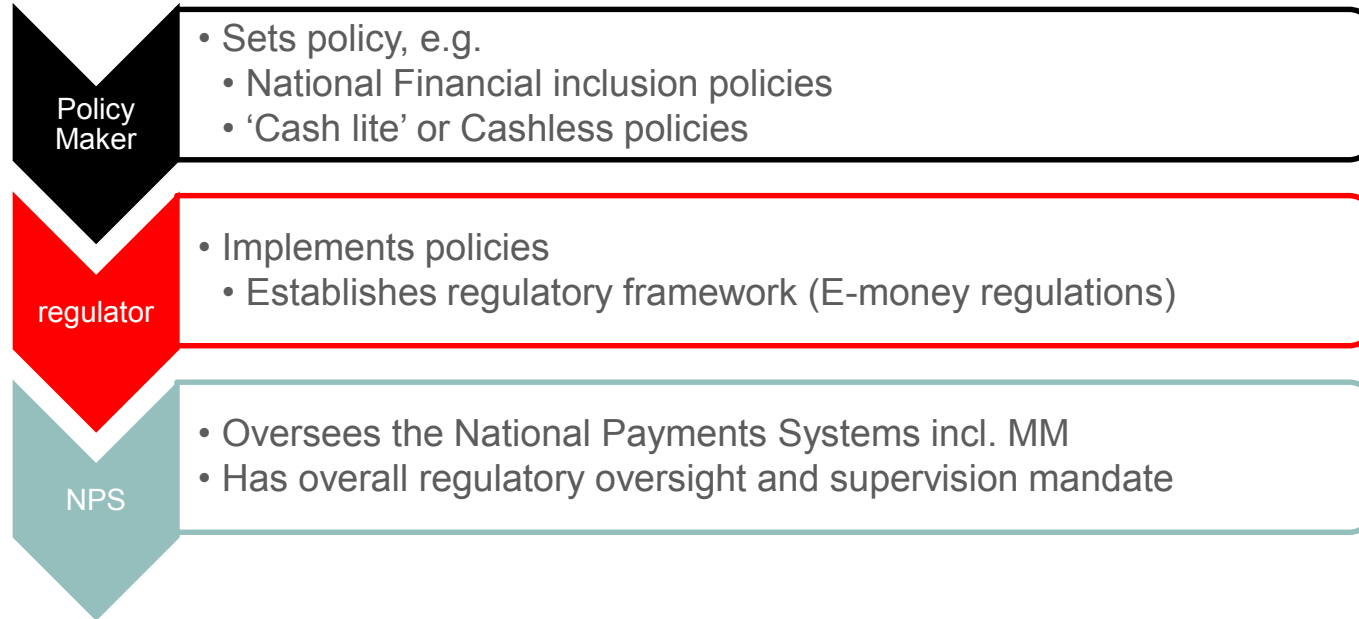 Policy
Maker
• Sets policy, e.g.
• National Financial inclusion policies
• ‘Cash lite’ or Cashless policies
regulator
• Implements policies
• Establishes regulatory framework (E-money regulations)
NPS
• Oversees the National Payments Systems incl. MM
• Has overall regulatory oversight and supervision mandate